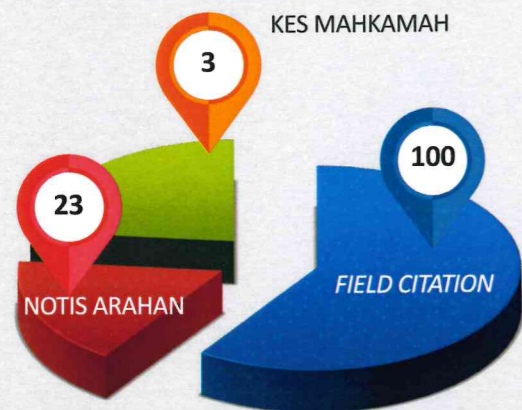 KES MAHKAMAH
3
100
23
FIELD CITATION
NOTIS ARAHAN